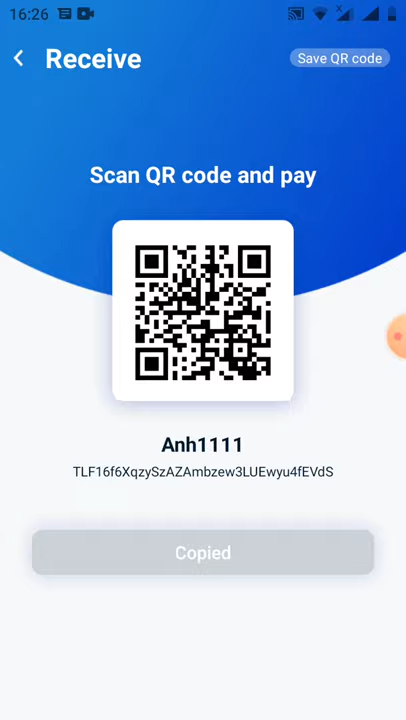 16:26
Receive
Save QR code
Scan QR code and pay
Anh1111
TLF16f6XqzySzAZAmbzew3LUEwyu4fEVdS
Copied